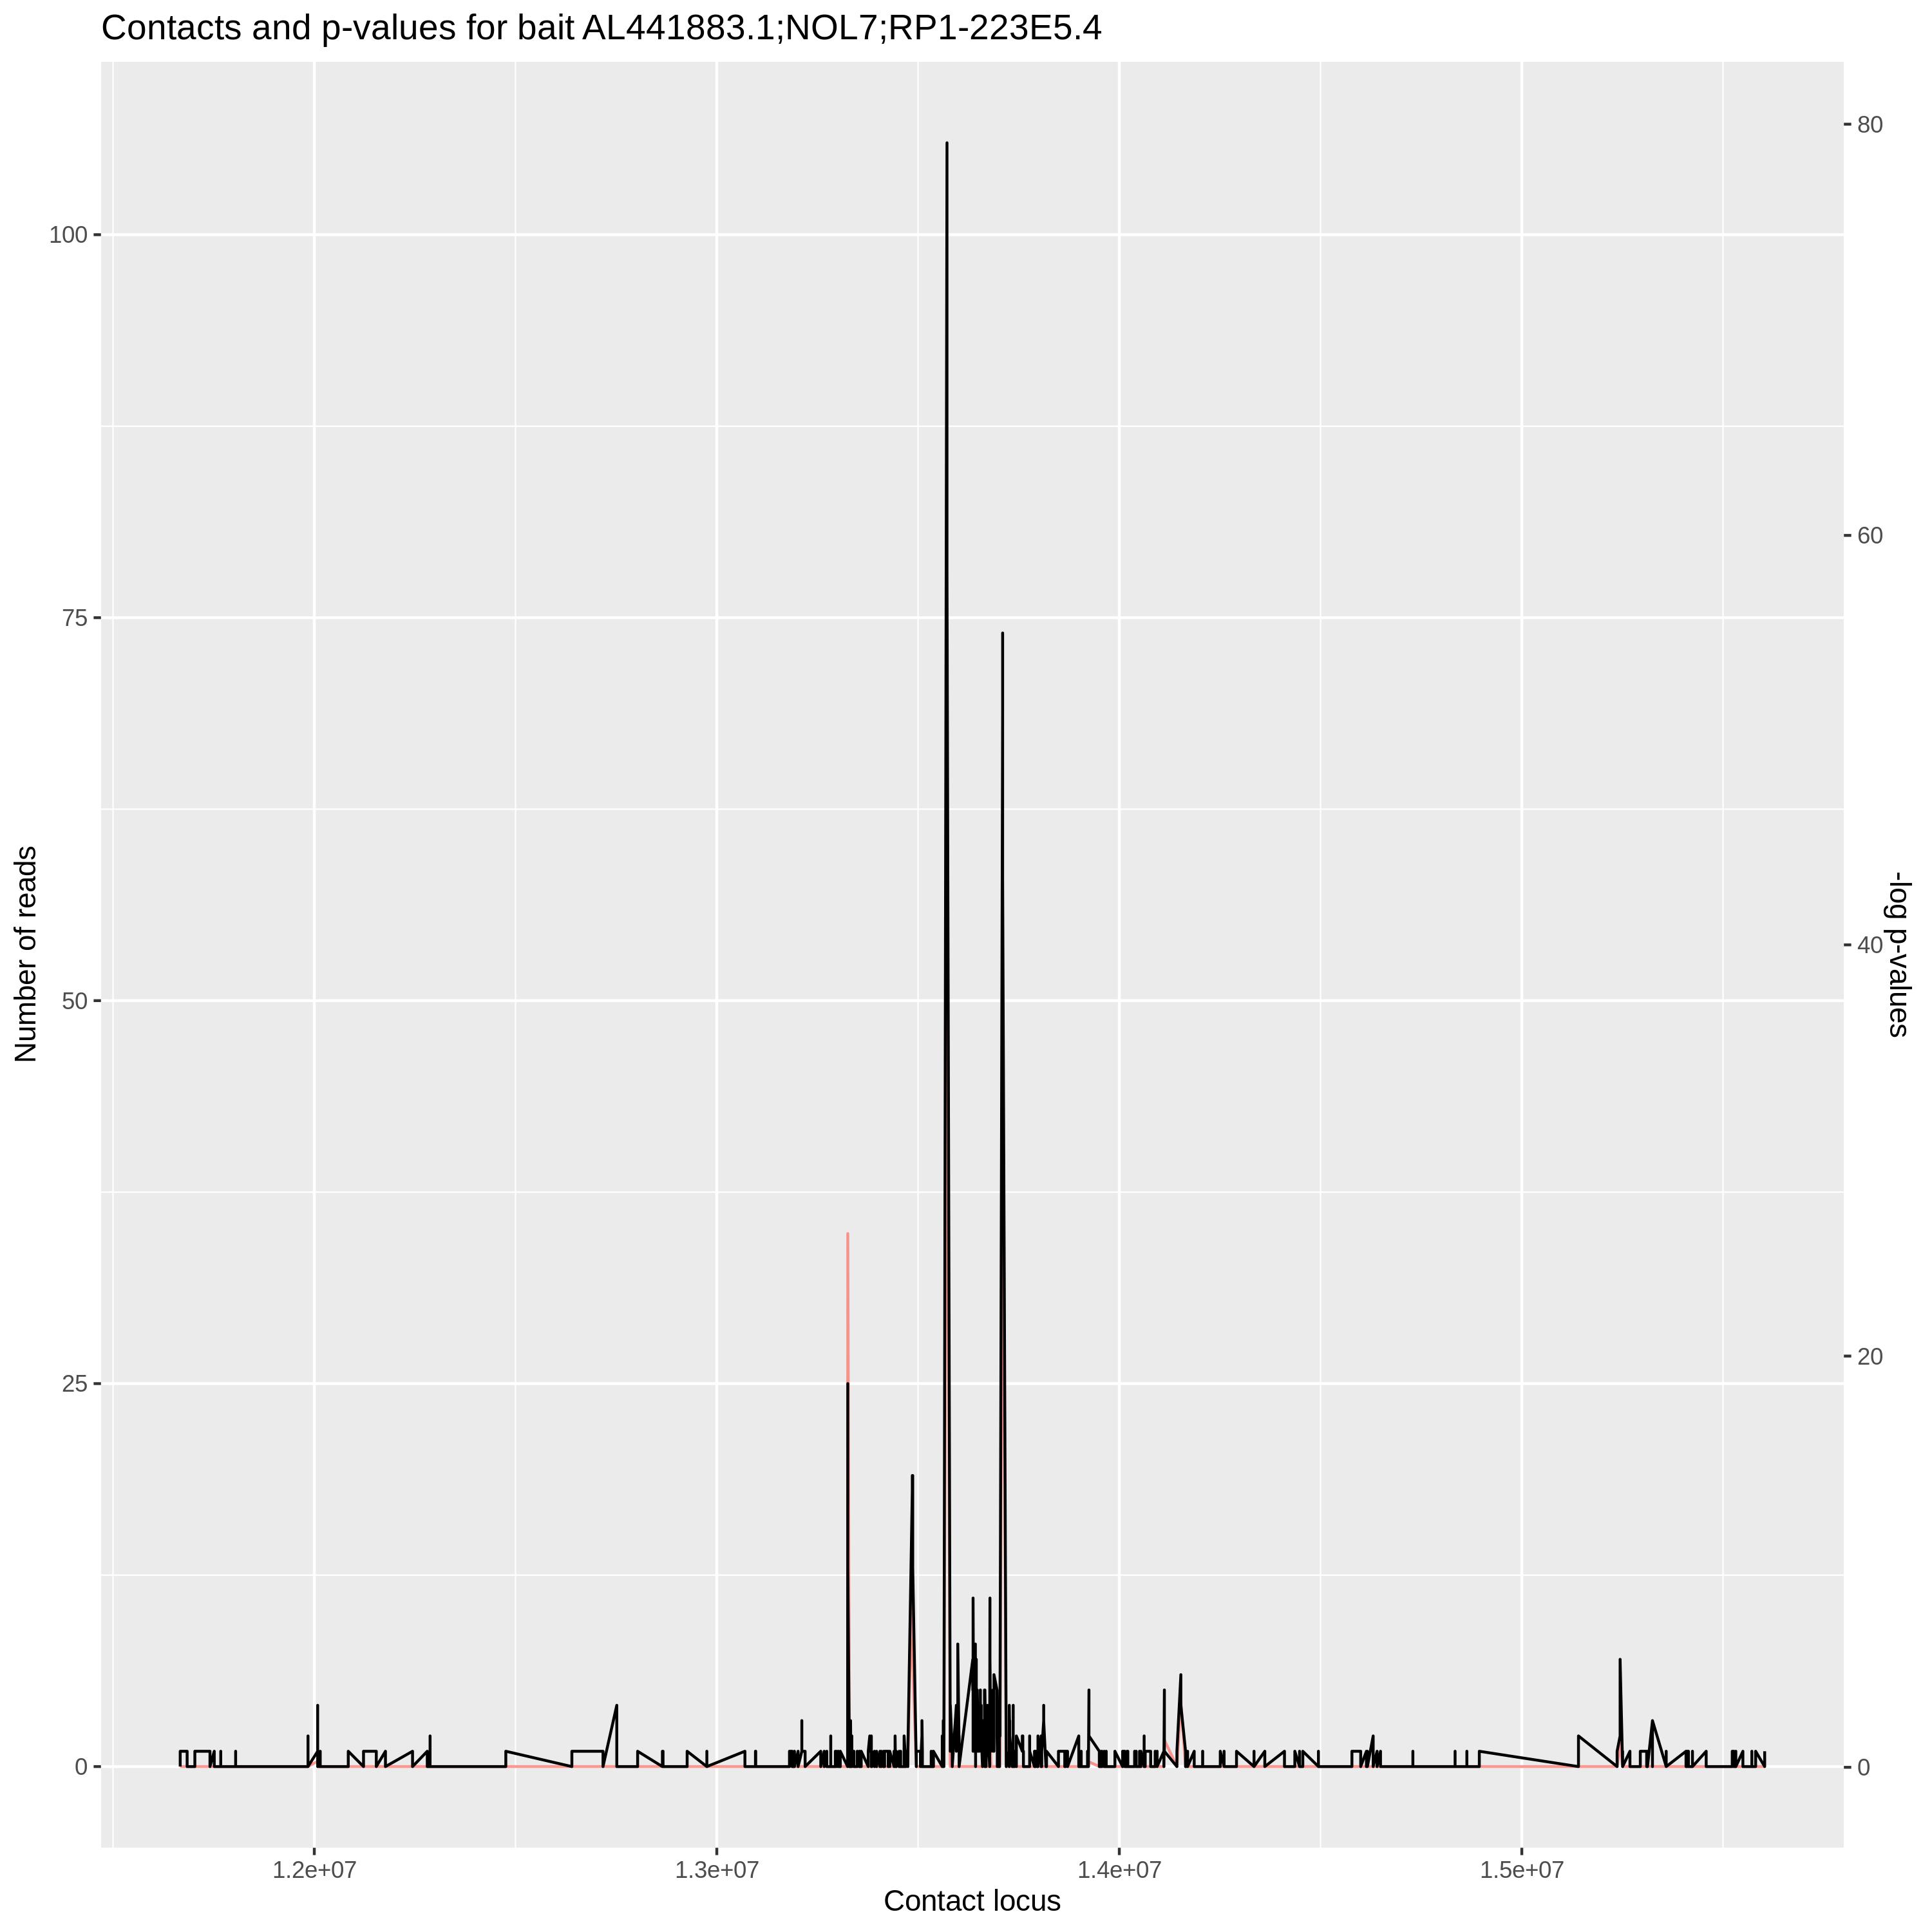 Contacts and p-values for bait AL441883.1;NOL7;RP1-223E5.4
100
75
50
25
0
Number of reads
80
60
40
20
0
-log p-values
1.2e+07
1.3e+07
1.4e+07
1.5e+07
Contact locus